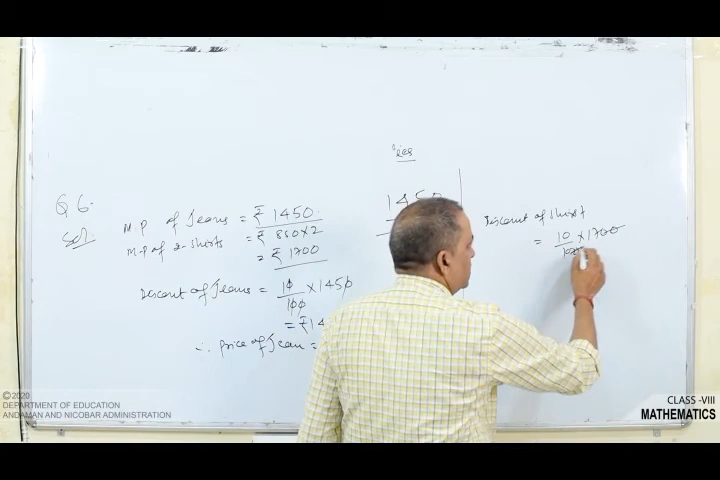 Q 6.
Sol.
M.P of Jeans = ₹ 1450
M.P of 2-shirts = ₹ 850 × 2
= ₹ 1700
Discount of Jeans = 10/100 × 1450
= ₹ 14
∴ price of Jean =
1450
Discount of shirt
= 10/100 × 1700
©2020
DEPARTMENT OF EDUCATION
ANDAMAN AND NICOBAR ADMINISTRATION
CLASS -VIII
MATHEMATICS